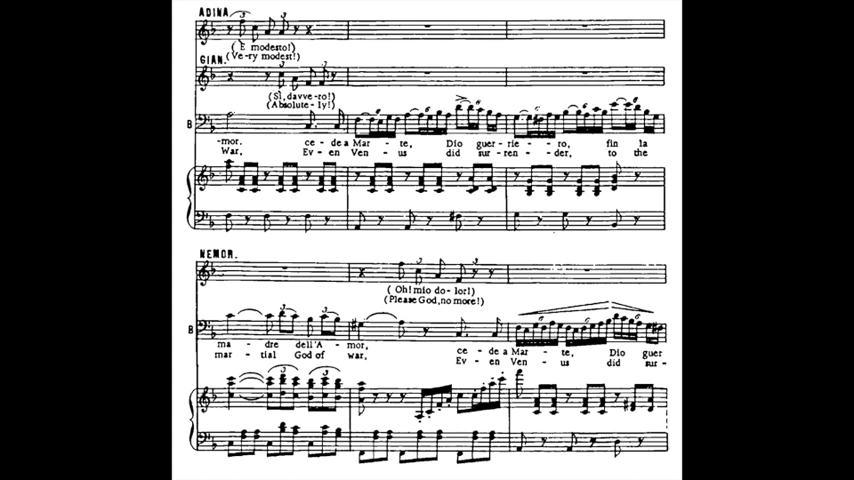 ADINA
(È modesto!)
(Ve-ry modest!)
GIAN.
(Sì, davve-ro!)
(Absolute-ly!)
B
-mor. ce-de a Mar-te, Dio guer-rie-ro, fin la
War, Ev-en Ven-us did sur-ren-der, to the
NEMOR.
(Oh! mio do-lor!)
(Please God, no more!)
B
ma-dre dell'A-mor, ce-de a Mar-te, Dio guer
mar-tial God of war, Ev-en Ven-us did sur-